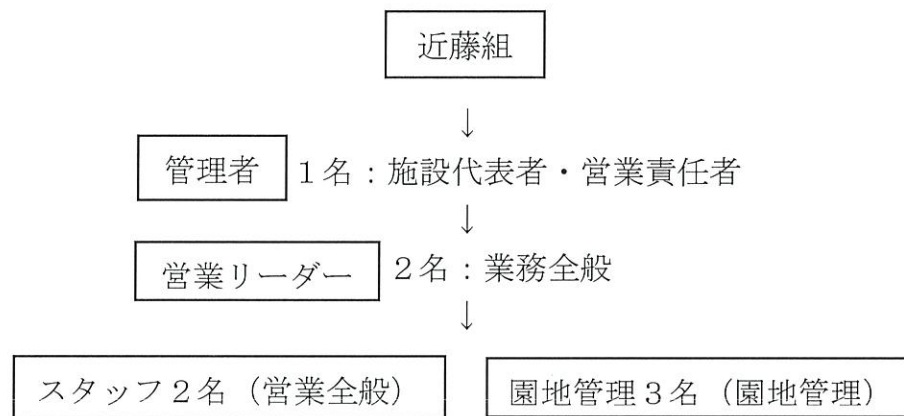 近藤組
↓
管理者 １名：施設代表者・営業責任者
↓
営業リーダー ２名：業務全般
↓
スタッフ２名（営業全般） 園地管理３名（園地管理）